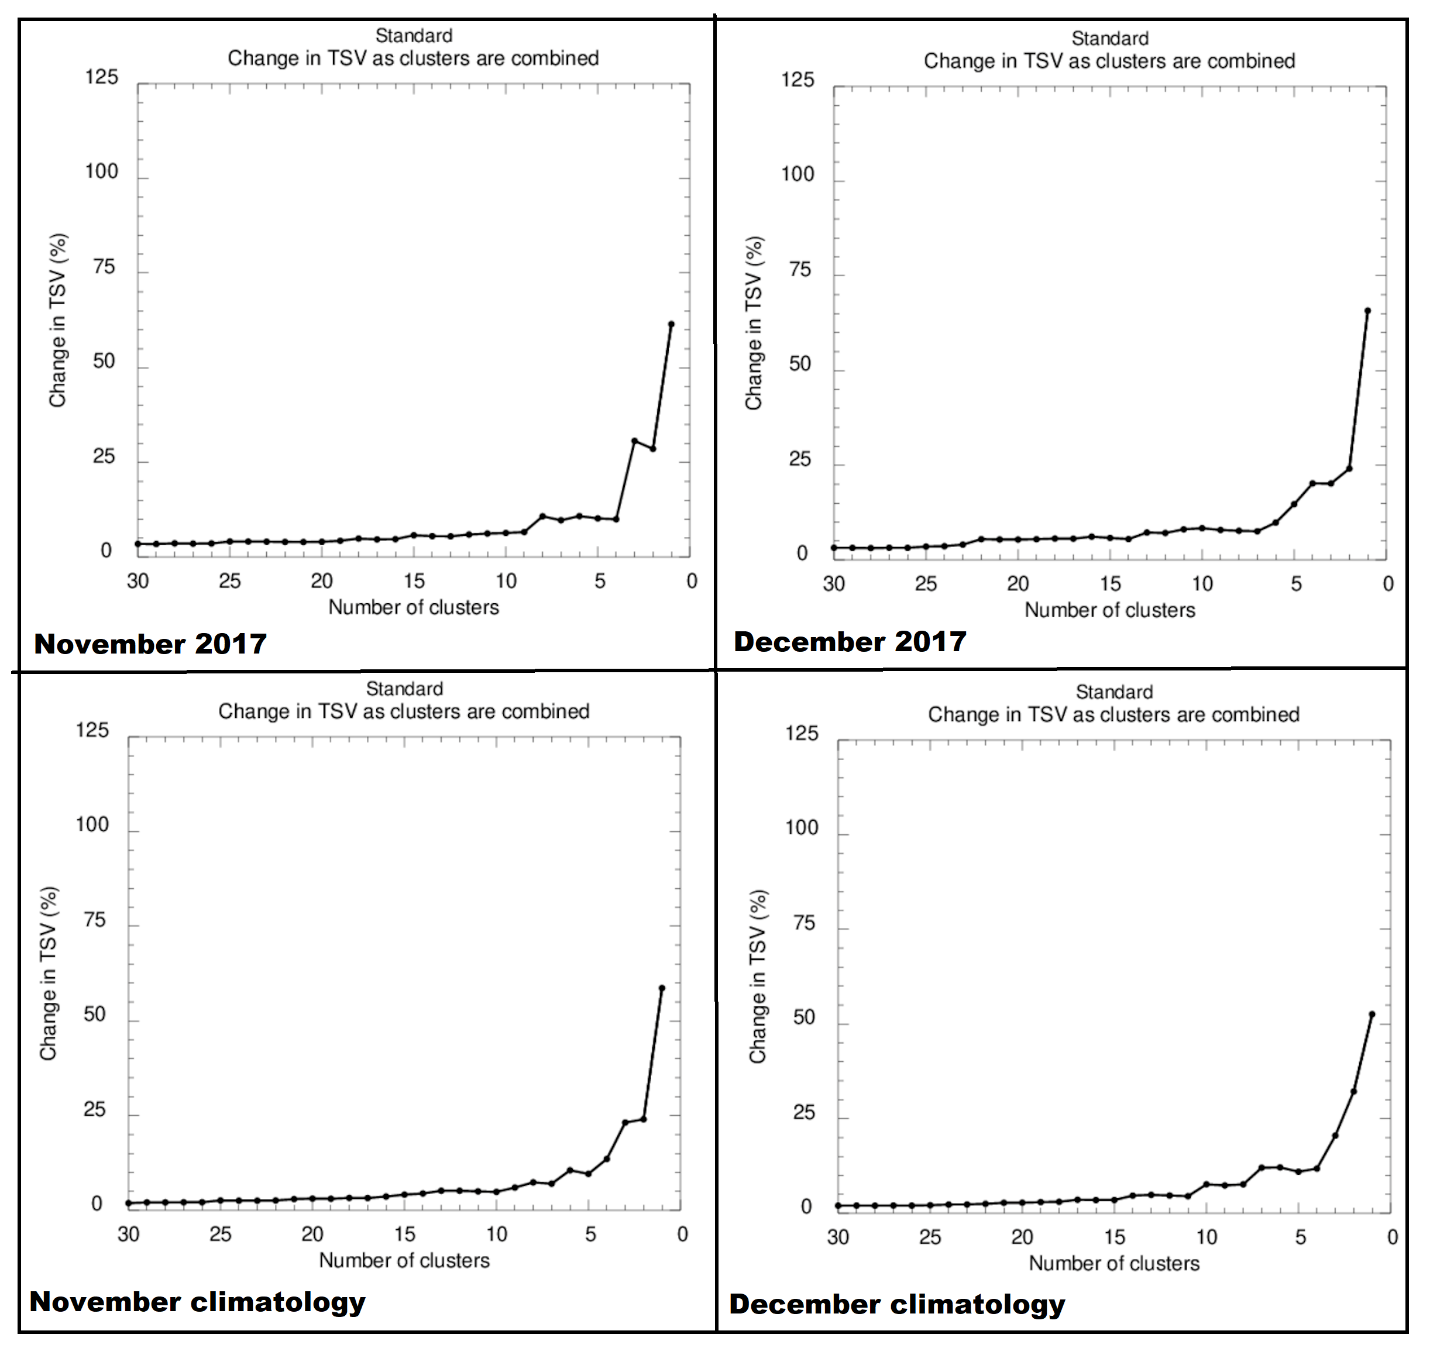 Standard
Change in TSV as clusters are combined
125
100
75
50
25
0
Change in TSV (%)
30 25 20 15 10 5 0
Number of clusters
November 2017
Standard
Change in TSV as clusters are combined
125
100
75
50
25
0
Change in TSV (%)
30 25 20 15 10 5 0
Number of clusters
December 2017
Standard
Change in TSV as clusters are combined
125
100
75
50
25
0
Change in TSV (%)
30 25 20 15 10 5 0
Number of clusters
November climatology
Standard
Change in TSV as clusters are combined
125
100
75
50
25
0
Change in TSV (%)
30 25 20 15 10 5 0
Number of clusters
December climatology